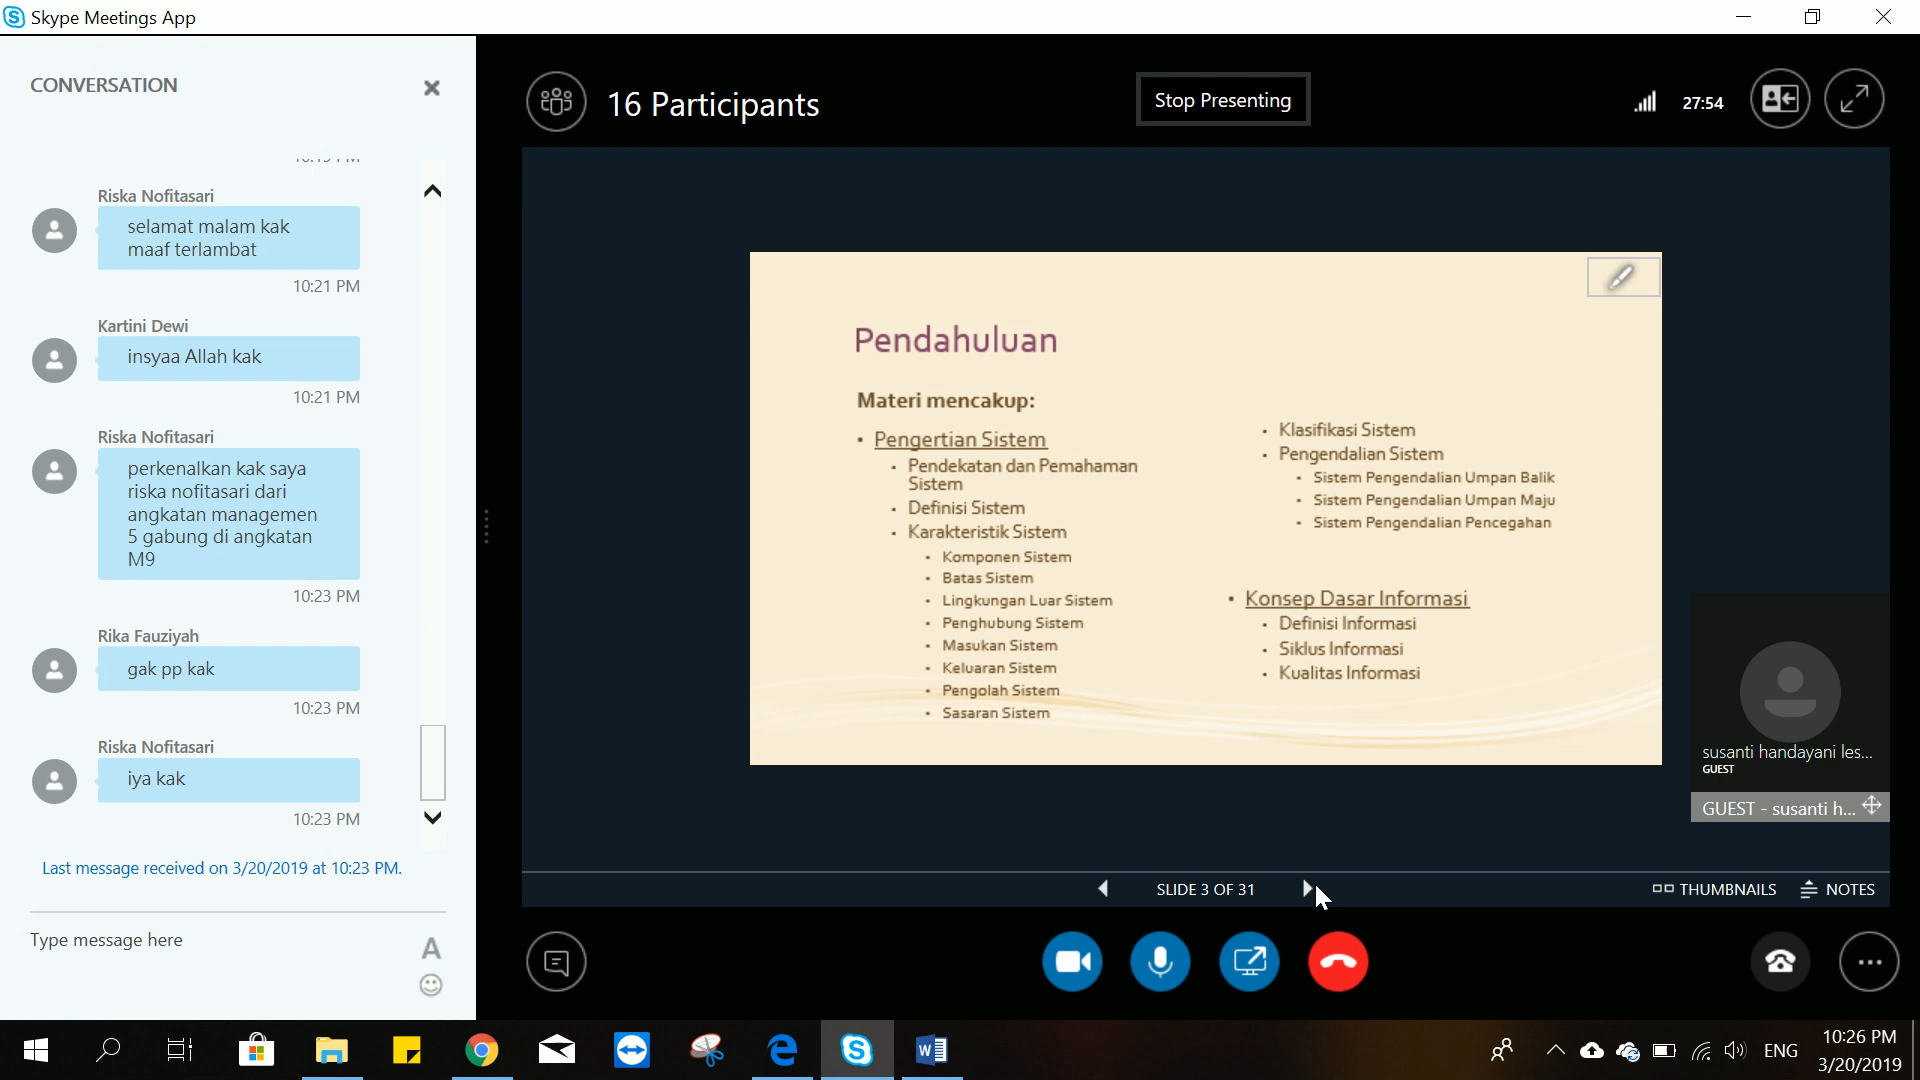 Skype Meetings App
CONVERSATION
Riska Nofitasari
selamat malam kak
maaf terlambat
10:21 PM
Kartini Dewi
insyaa Allah kak
10:21 PM
Riska Nofitasari
perkenalkan kak saya
riska nofitasari dari
angkatan managemen
5 gabung di angkatan
M9
10:23 PM
Rika Fauziyah
gak pp kak
10:23 PM
Riska Nofitasari
iya kak
10:23 PM
Last message received on 3/20/2019 at 10:23 PM.
Type message here
16 Participants
Stop Presenting
27:54
Pendahuluan
Materi mencakup:
• Pengertian Sistem
• Pendekatan dan Pemahaman
Sistem
• Definisi Sistem
• Karakteristik Sistem
• Komponen Sistem
• Batas Sistem
• Lingkungan Luar Sistem
• Penghubung Sistem
• Masukan Sistem
• Keluaran Sistem
• Pengolah Sistem
• Sasaran Sistem
• Klasifikasi Sistem
• Pengendalian Sistem
• Sistem Pengendalian Umpan Balik
• Sistem Pengendalian Umpan Maju
• Sistem Pengendalian Pencegahan
• Konsep Dasar Informasi
• Definisi Informasi
• Siklus Informasi
• Kualitas Informasi
susanti handayani les...
GUEST
GUEST - susanti h...
SLIDE 3 OF 31
THUMBNAILS
NOTES
ENG
10:26 PM
3/20/2019